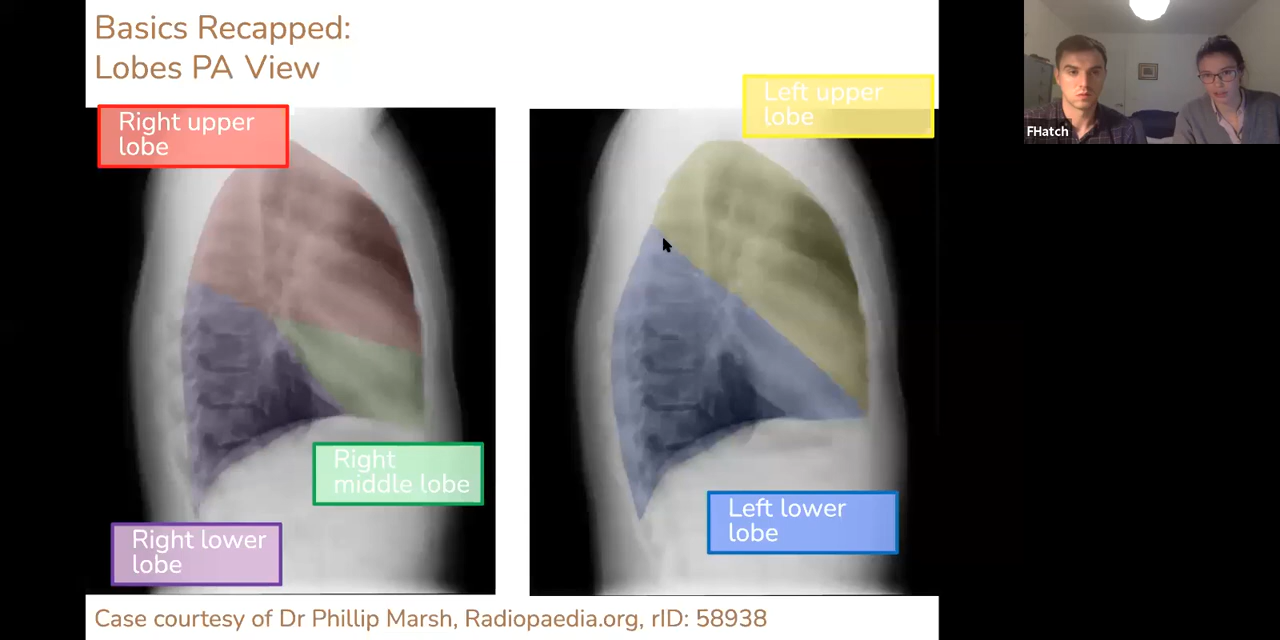 Basics Recapped:
Lobes PA View
Right upper
lobe
Left upper
lobe
FHatch
Right
middle lobe
Right lower
lobe
Left lower
lobe
Case courtesy of Dr Phillip Marsh, Radiopaedia.org, rID: 58938